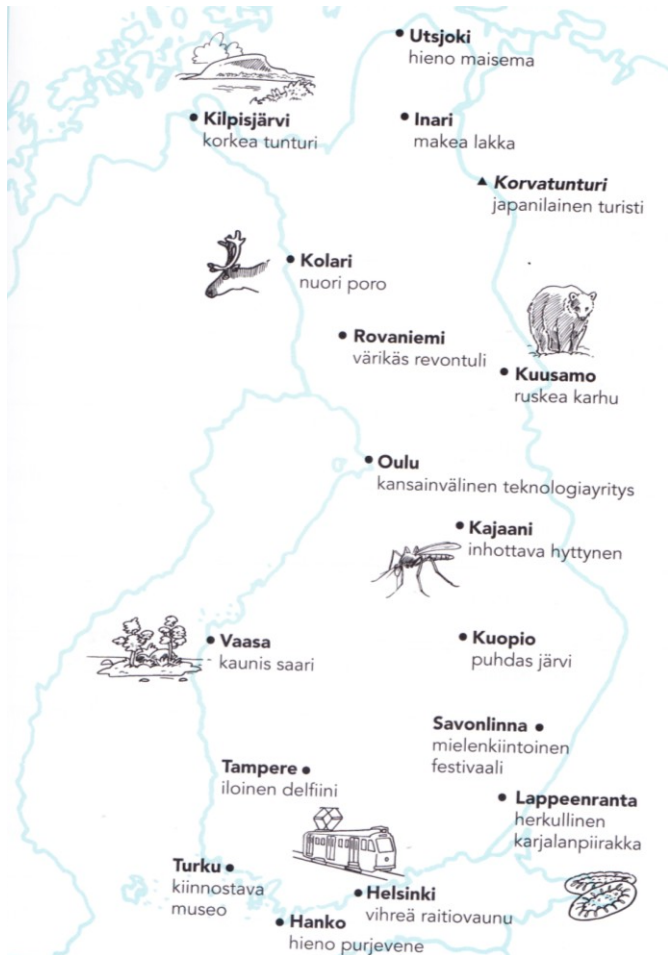 Utsjoki
hieno maisema
Kilpisjärvi
korkea tunturi
Inari
makea lakka
Korvatunturi
japanilainen turisti
Kolari
nuori poro
Rovaniemi
värikäs revontuli
Kuusamo
ruskea karhu
Oulu
kansainvälinen teknologiayritys
Kajaani
inhottava hyttynen
Vaasa
kaunis saari
Kuopio
puhdas järvi
Savonlinna
mielenkiintoinen
festivaali
Tampere
iloinen delfiini
Lappeenranta
herkullinen
karjalanpiirakka
Turku
kiinnostava
museo
Helsinki
vihreä raitiovaunu
Hanko
hieno purjevene